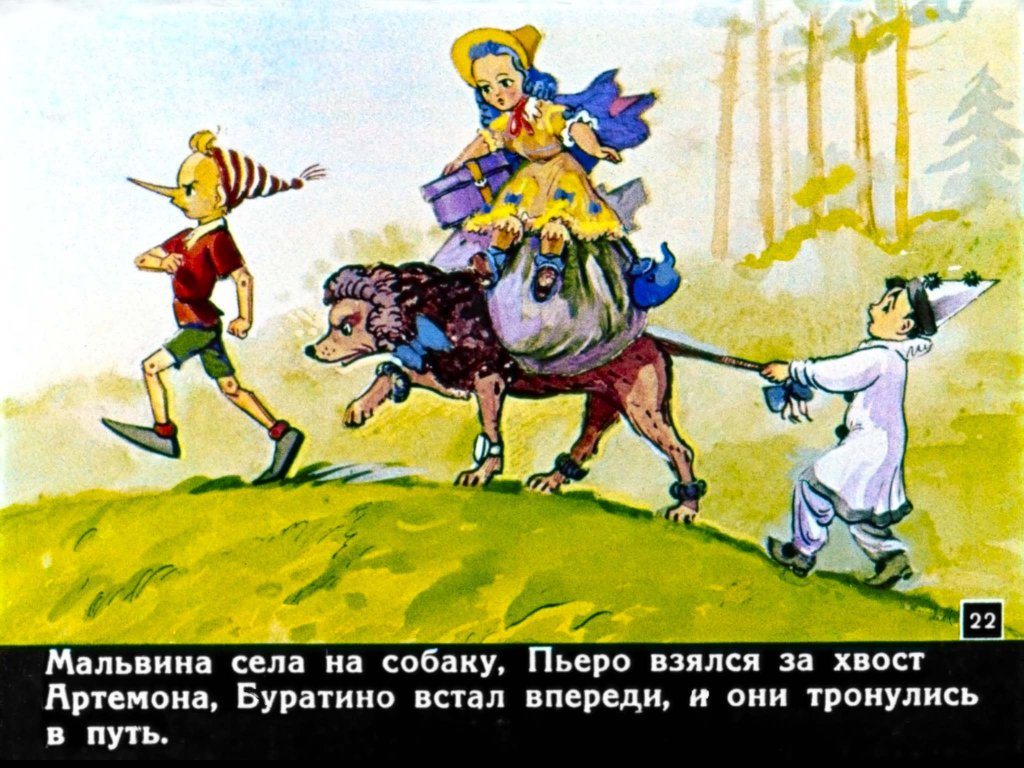 22
Мальвина села на собаку, Пьеро взялся за хвост
Артемона, Буратино встал впереди, и они тронулись
в путь.